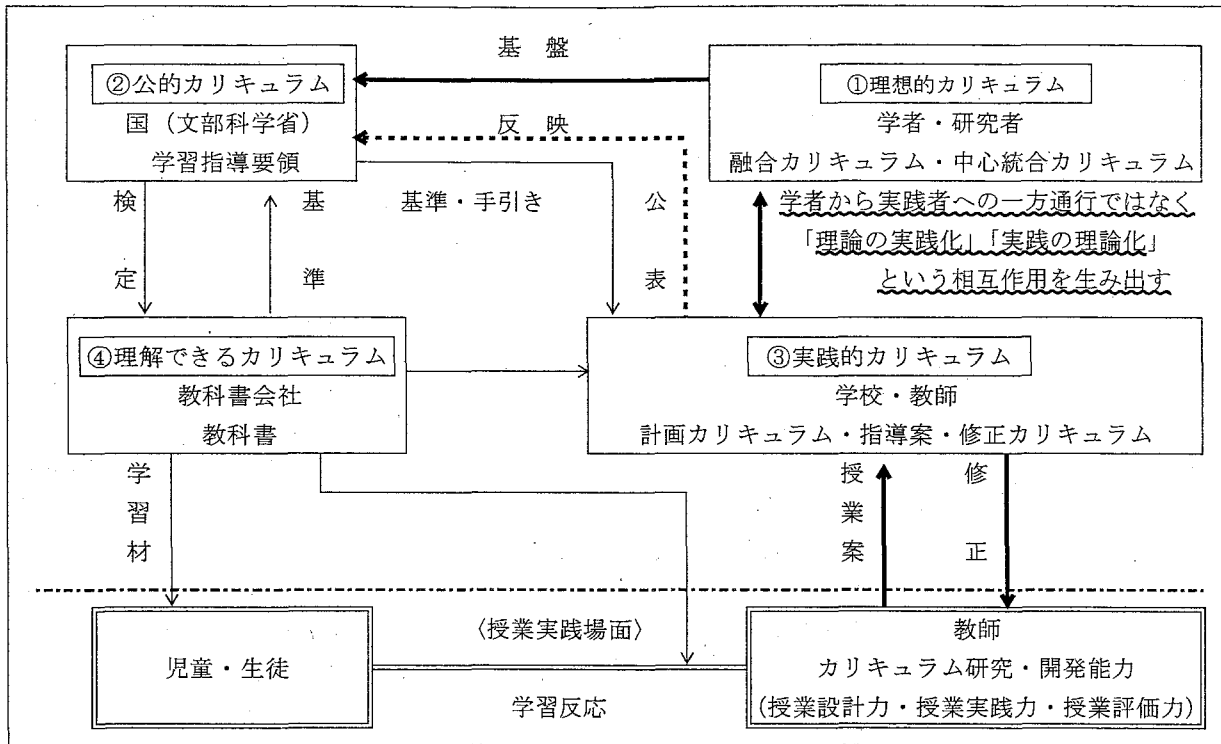 基盤
②公的カリキュラム
国（文部科学省）
学習指導要領
①理想的カリキュラム
学者・研究者
融合カリキュラム・中心統合カリキュラム
反映
検定
基準
基準・手引き
公表
学者から実践者への一方通行ではなく
「理論の実践化」「実践の理論化」
という相互作用を生み出す
④理解できるカリキュラム
教科書会社
教科書
③実践的カリキュラム
学校・教師
計画カリキュラム・指導案・修正カリキュラム
学習材
授業案
修正
児童・生徒
〈授業実践場面〉
学習反応
教師
カリキュラム研究・開発能力
(授業設計力・授業実践力・授業評価力)